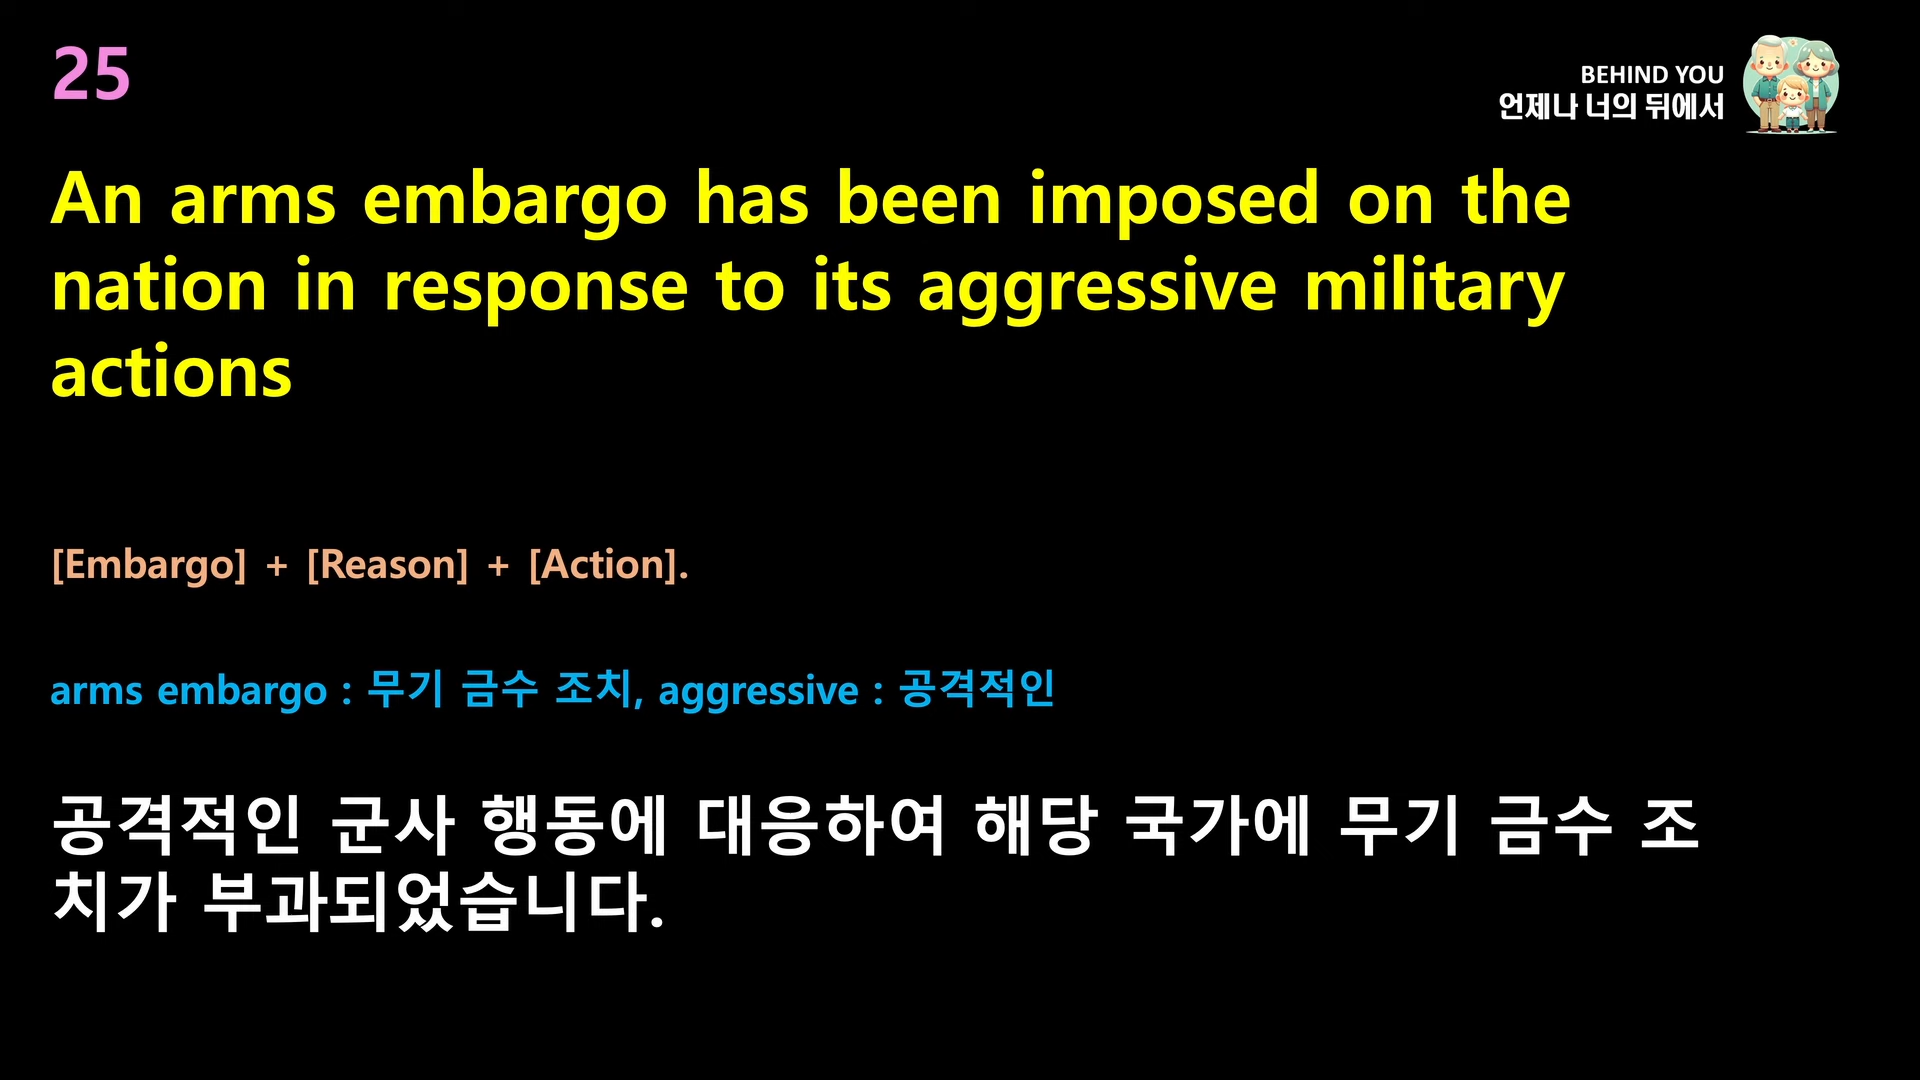 25
BEHIND YOU
언제나 너의 뒤에서
An arms embargo has been imposed on the
nation in response to its aggressive military
actions
[Embargo] + [Reason] + [Action].
arms embargo : 무기 금수 조치, aggressive : 공격적인
공격적인 군사 행동에 대응하여 해당 국가에 무기 금수 조
치가 부과되었습니다.